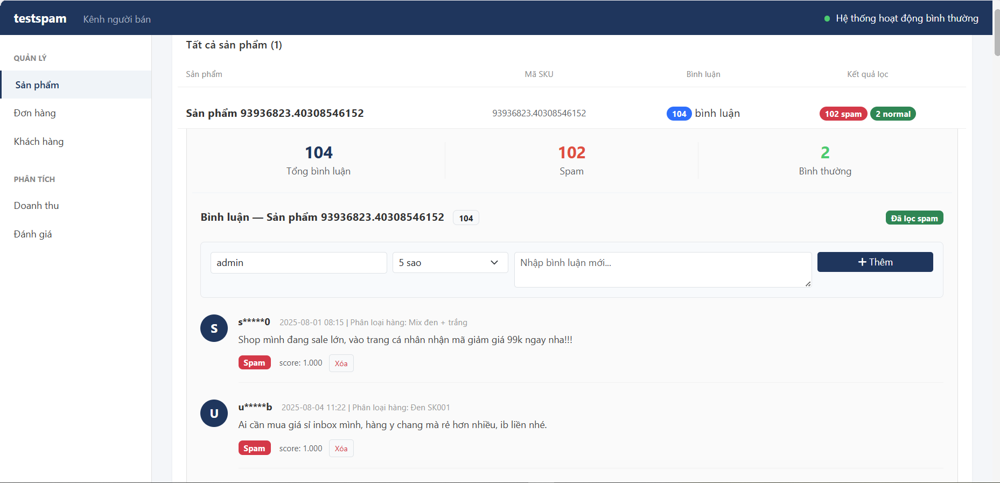 testspam Kênh người bán
Hệ thống hoạt động bình thường
QUẢN LÝ
Sản phẩm
Đơn hàng
Khách hàng
PHÂN TÍCH
Doanh thu
Đánh giá
Tất cả sản phẩm (1)
Sản phẩm Mã SKU Bình luận Kết quả lọc
Sản phẩm 93936823.40308546152 93936823.40308546152 104 bình luận 102 spam 2 normal
104 102 2
Tổng bình luận Spam Bình thường
Bình luận — Sản phẩm 93936823.40308546152 104 Đã lọc spam
admin 5 sao Nhập bình luận mới... + Thêm
S
s*****0 2025-08-01 08:15 | Phân loại hàng: Mix đen + trắng
Shop mình đang sale lớn, vào trang cá nhân nhận mã giảm giá 99k ngay nha!!!
Spam score: 1.000 Xóa
U
u*****b 2025-08-04 11:22 | Phân loại hàng: Đen SK001
Ai cần mua giá sỉ inbox mình, hàng y chang mà rẻ hơn nhiều, ib liền nhé.
Spam score: 1.000 Xóa